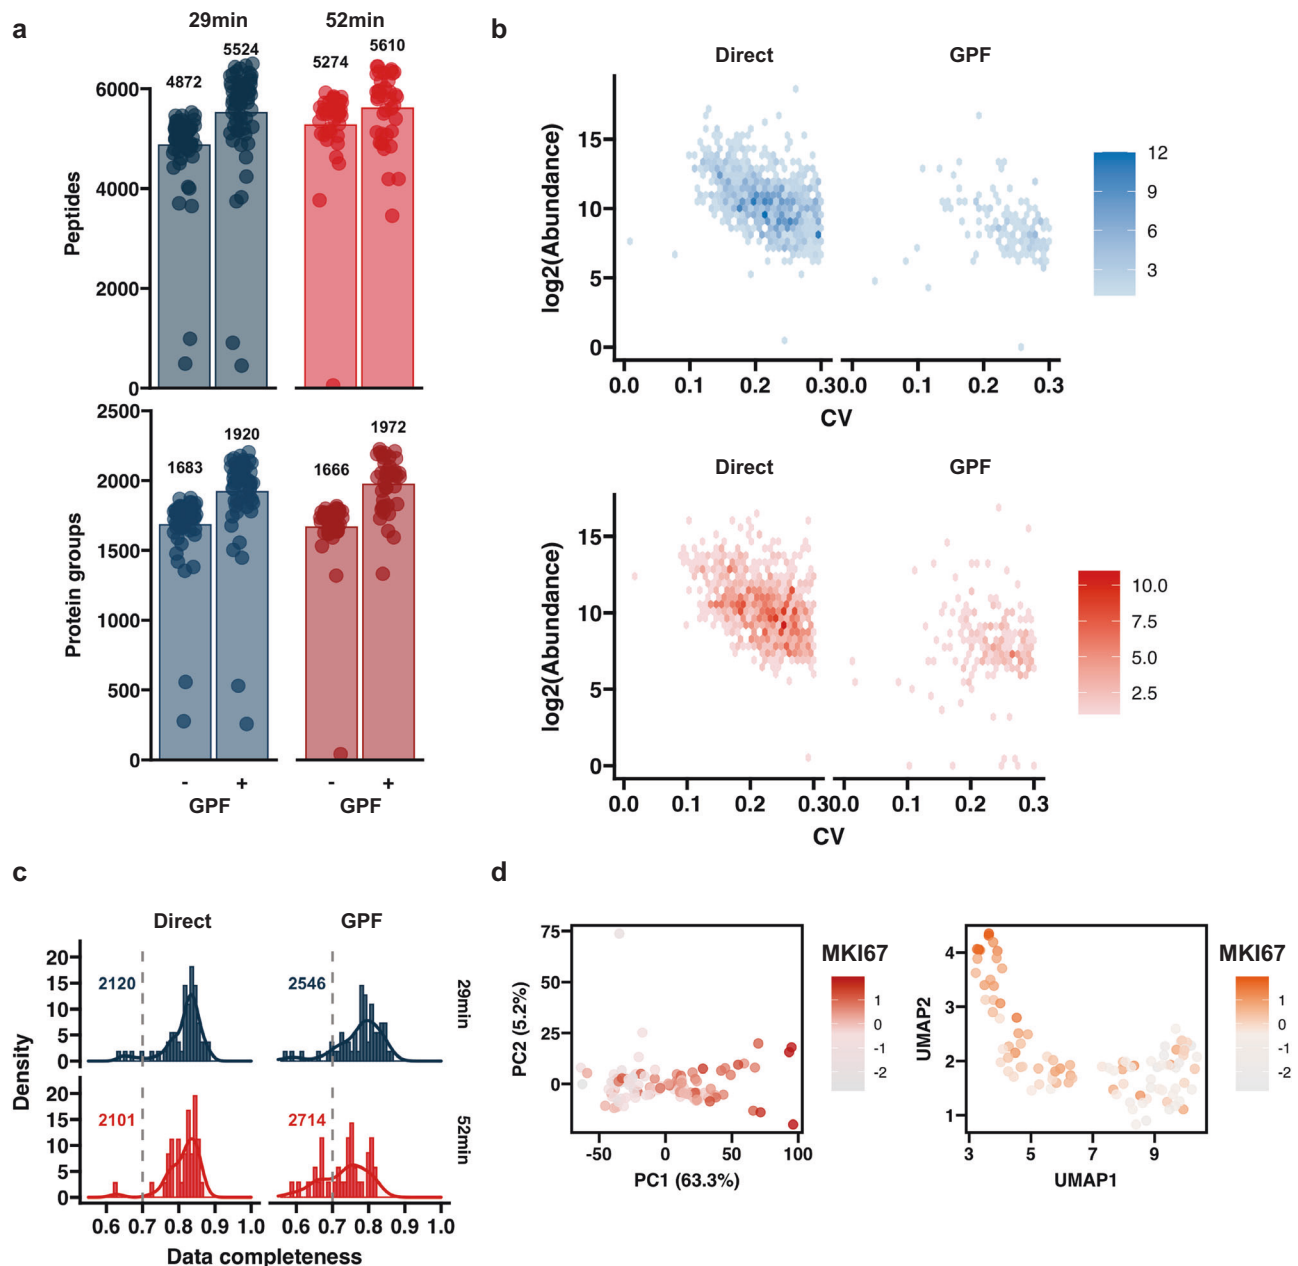 a
29min
52min
4872
5524
5274
5610
Peptides
6000
4000
2000
0
1683
1920
1666
1972
Protein groups
2500
2000
1500
1000
500
0
- + - +
GPF GPF
b
Direct GPF
log2(Abundance)
15
10
5
0
0.0 0.1 0.2 0.3 0.0 0.1 0.2 0.3
CV
12
9
6
3
Direct GPF
log2(Abundance)
15
10
5
0
0.0 0.1 0.2 0.3 0.0 0.1 0.2 0.3
CV
10.0
7.5
5.0
2.5
c
Direct GPF
Density
20
15
10
5
0
2120 2546
29min
20
15
10
5
0
2101 2714
52min
0.6 0.7 0.8 0.9 1.0 0.6 0.7 0.8 0.9 1.0
Data completeness
d
PC2 (5.2%)
75
50
25
0
-50 0 50 100
PC1 (63.3%)
MKI67
1
0
-1
-2
UMAP2
4
3
2
1
3 5 7 9
UMAP1
MKI67
1
0
-1
-2